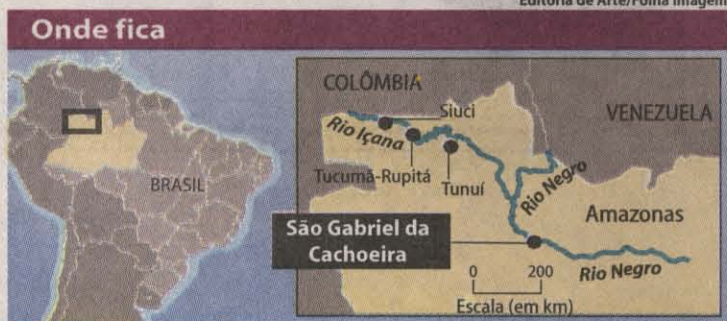 Editoria de Arte/Folha Imagem
Onde fica
BRASIL
COLÔMBIA
VENEZUELA
Siuci
Rio Içana
Tucumã-Rupitá
Tunuí
Rio Negro
Amazonas
São Gabriel da
Cachoeira
Rio Negro
0 200
Escala (em km)